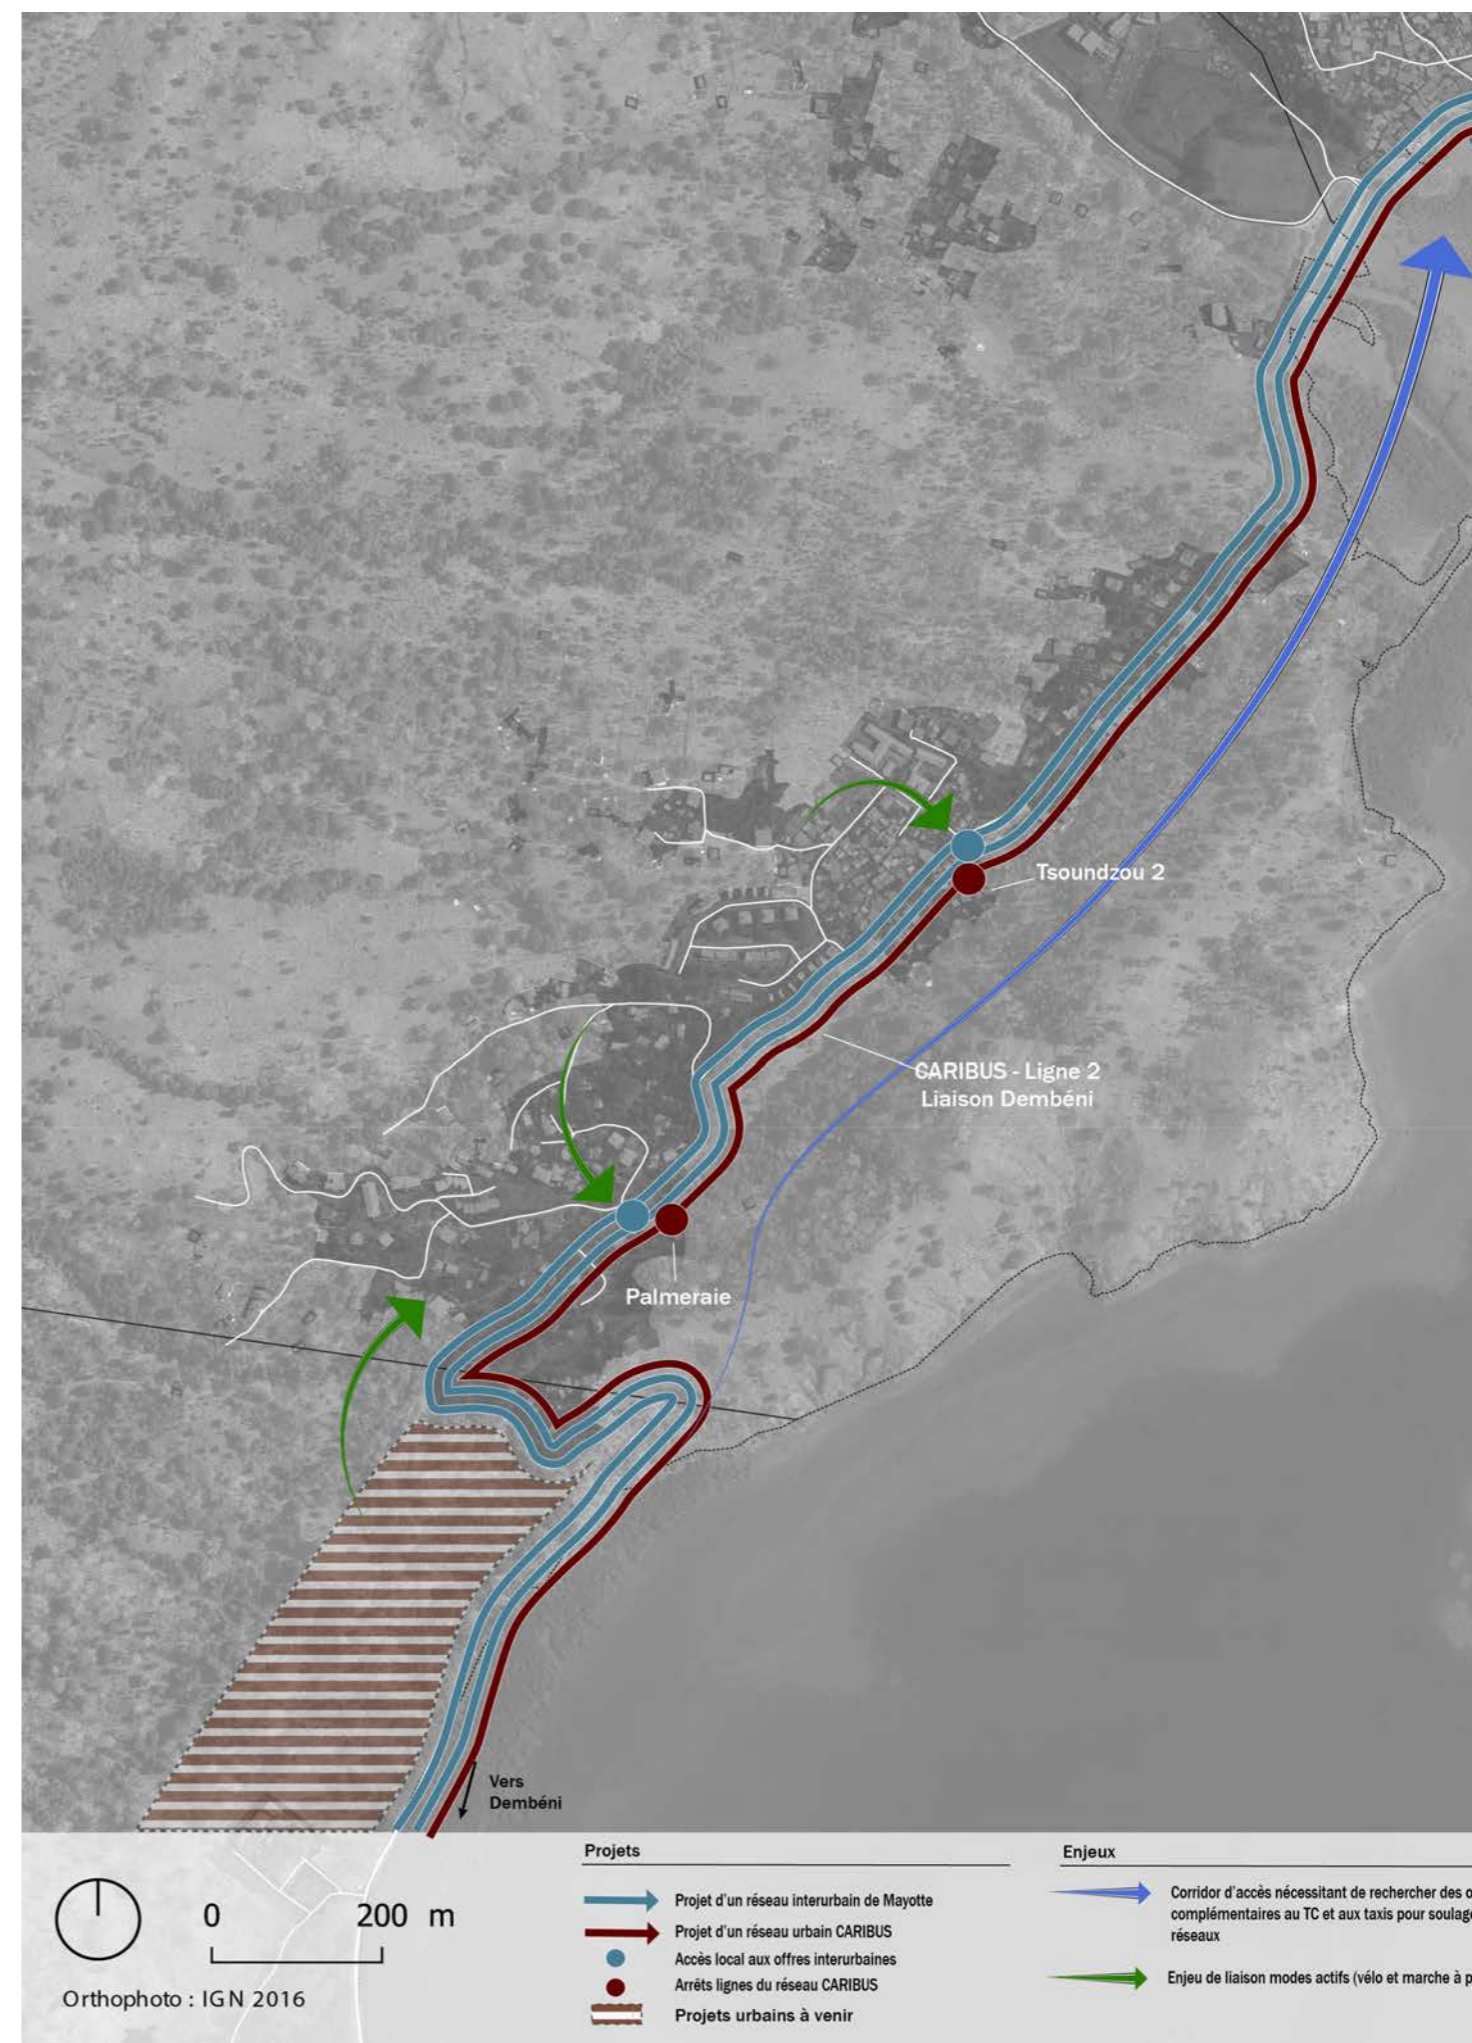 Tsoundzou 2
CARIBUS - Ligne 2
Liaison Dembéni
Palmeraie
Vers
Dembéni
0 200 m
Orthophoto : IGN 2016
Projets
Projet d'un réseau interurbain de Mayotte
Projet d'un réseau urbain CARIBUS
Accès local aux offres interurbaines
Arrêts lignes du réseau CARIBUS
Projets urbains à venir
Enjeux
Corridor d'accès nécessitant de rechercher des
complémentaires au TC et aux taxis pour
réseaux
Enjeu de liaison modes actifs (vélo et marche à